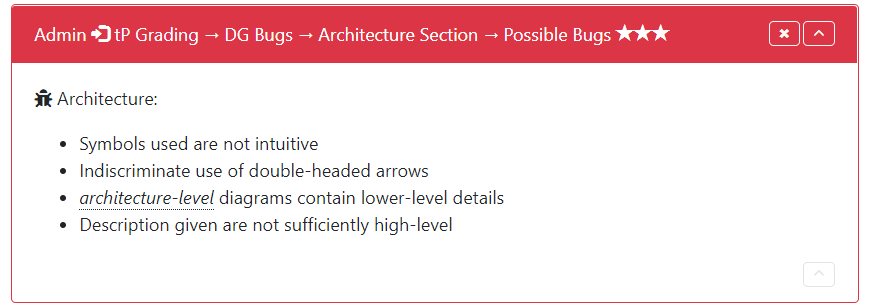 Admin tP Grading → DG Bugs → Architecture Section → Possible Bugs ★★★
Architecture:
• Symbols used are not intuitive
• Indiscriminate use of double-headed arrows
• architecture-level diagrams contain lower-level details
• Description given are not sufficiently high-level